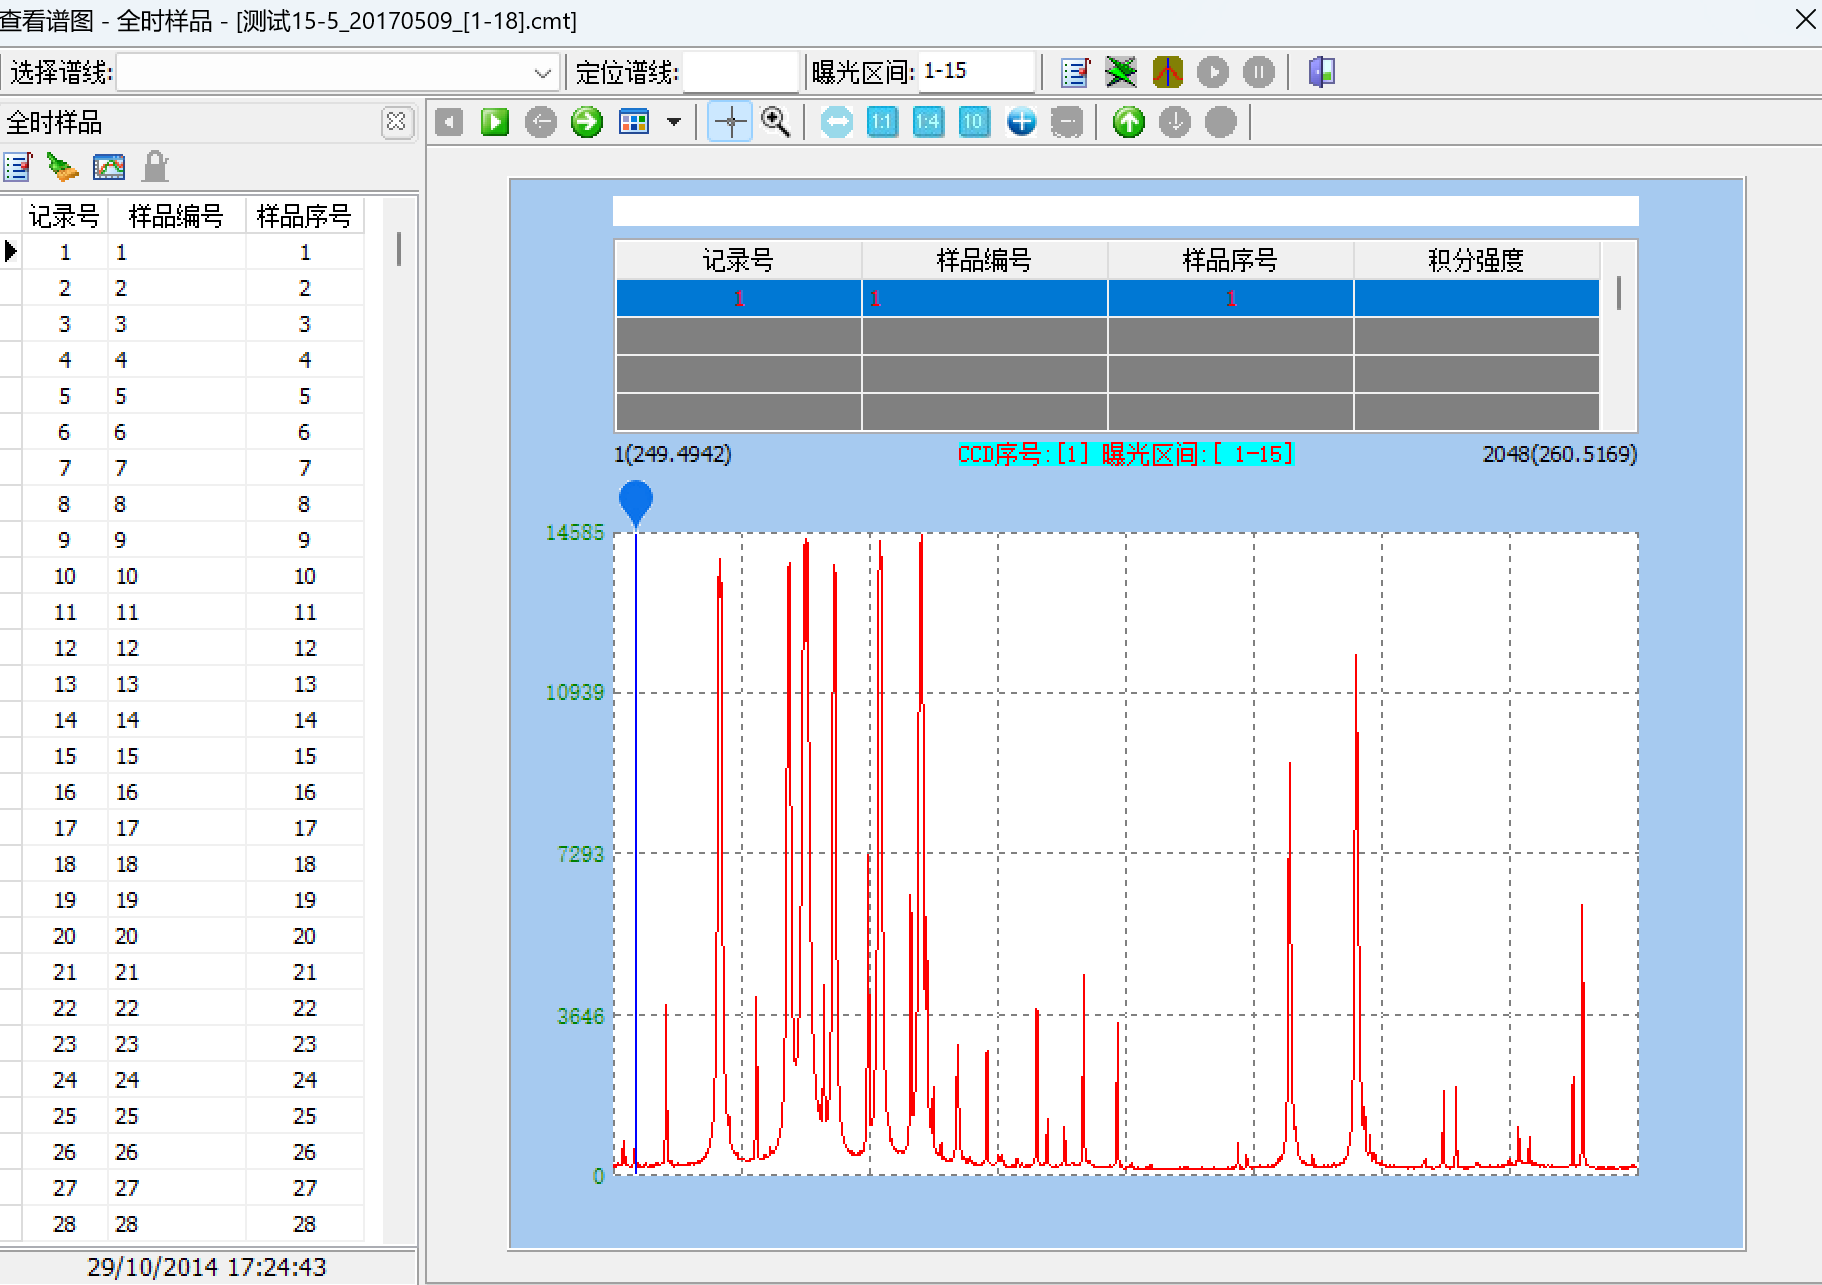 查看谱图 - 全时样品 - [测试15-5_20170509_[1-18].cmt]
选择谱线: 定位谱线: 曝光区间: 1-15
全时样品
1:1 1:4 10
记录号 样品编号 样品序号
1 1 1
2 2 2
3 3 3
4 4 4
5 5 5
6 6 6
7 7 7
8 8 8
9 9 9
10 10 10
11 11 11
12 12 12
13 13 13
14 14 14
15 15 15
16 16 16
17 17 17
18 18 18
19 19 19
20 20 20
21 21 21
22 22 22
23 23 23
24 24 24
25 25 25
26 26 26
27 27 27
28 28 28
29/10/2014 17:24:43
记录号 样品编号 样品序号 积分强度
1 1 1
1(249.4942) CCD序号:[1] 曝光区间:[ 1-15] 2048(260.5169)
14585
10939
7293
3646
0